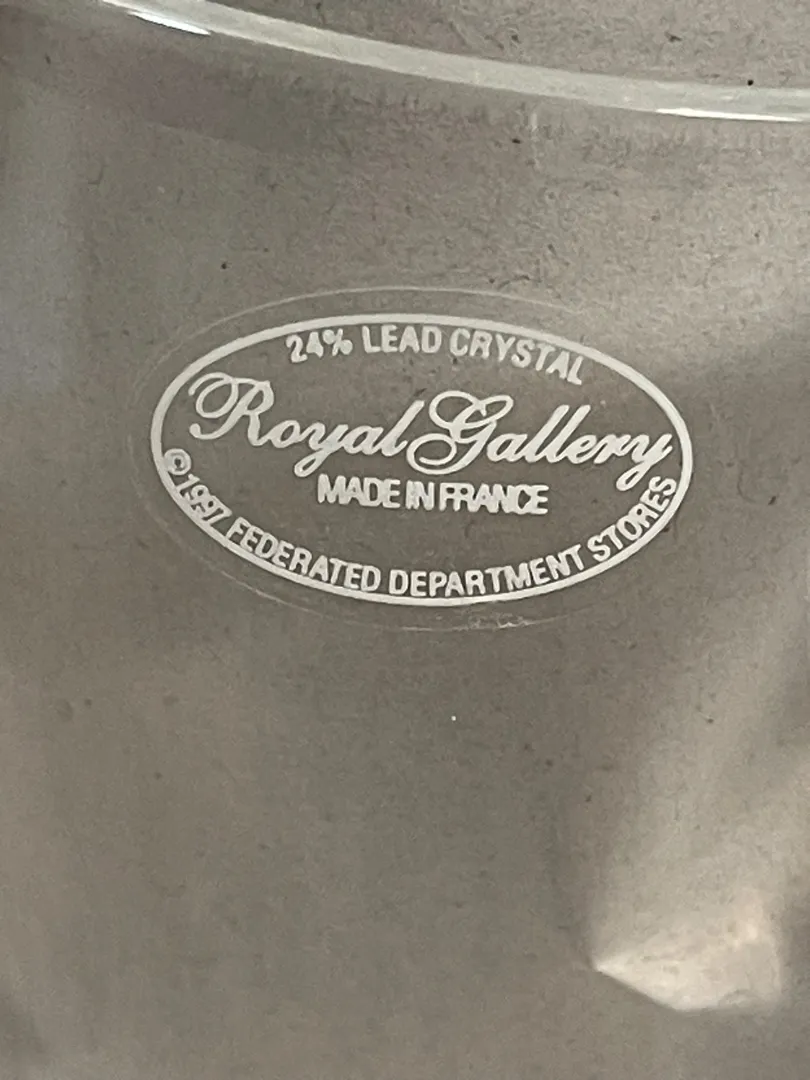 24% LEAD CRYSTAL
Royal Gallery
MADE IN FRANCE
©1997 FEDERATED DEPARTMENT STORES